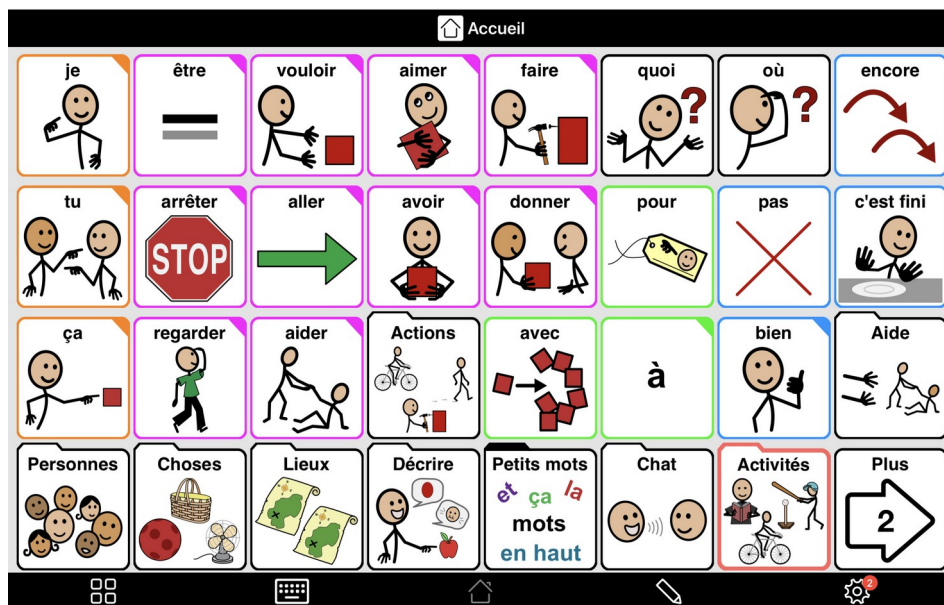 Accueil
je être vouloir aimer faire quoi où encore
? ?
tu arrêter aller avoir donner pour pas c'est fini
STOP
ça regarder aider Actions avec à bien Aide
Personnes Choses Lieux Décrire Petits mots Chat Activités Plus
et ça la
mots
en haut
2
2